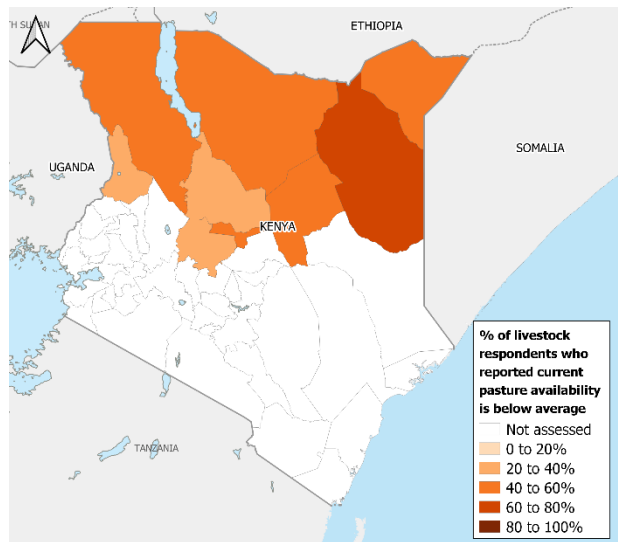 ETHIOPIA
UGANDA
SOMALIA
KENYA
TANZANIA
% of livestock
respondents who
reported current
pasture availability
is below average
Not assessed
0 to 20%
20 to 40%
40 to 60%
60 to 80%
80 to 100%